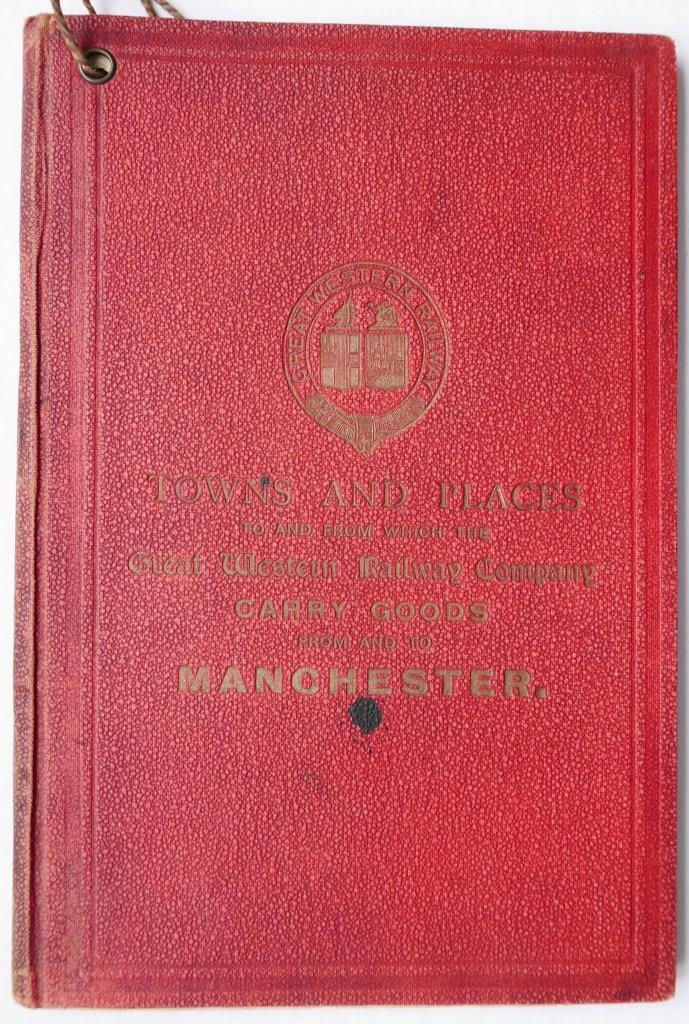 GREAT WESTERN RAILWAY
TOWNS AND PLACES
TO AND FROM WHICH THE
Great Western Railway Company
CARRY GOODS
FROM AND TO
MANCHESTER.